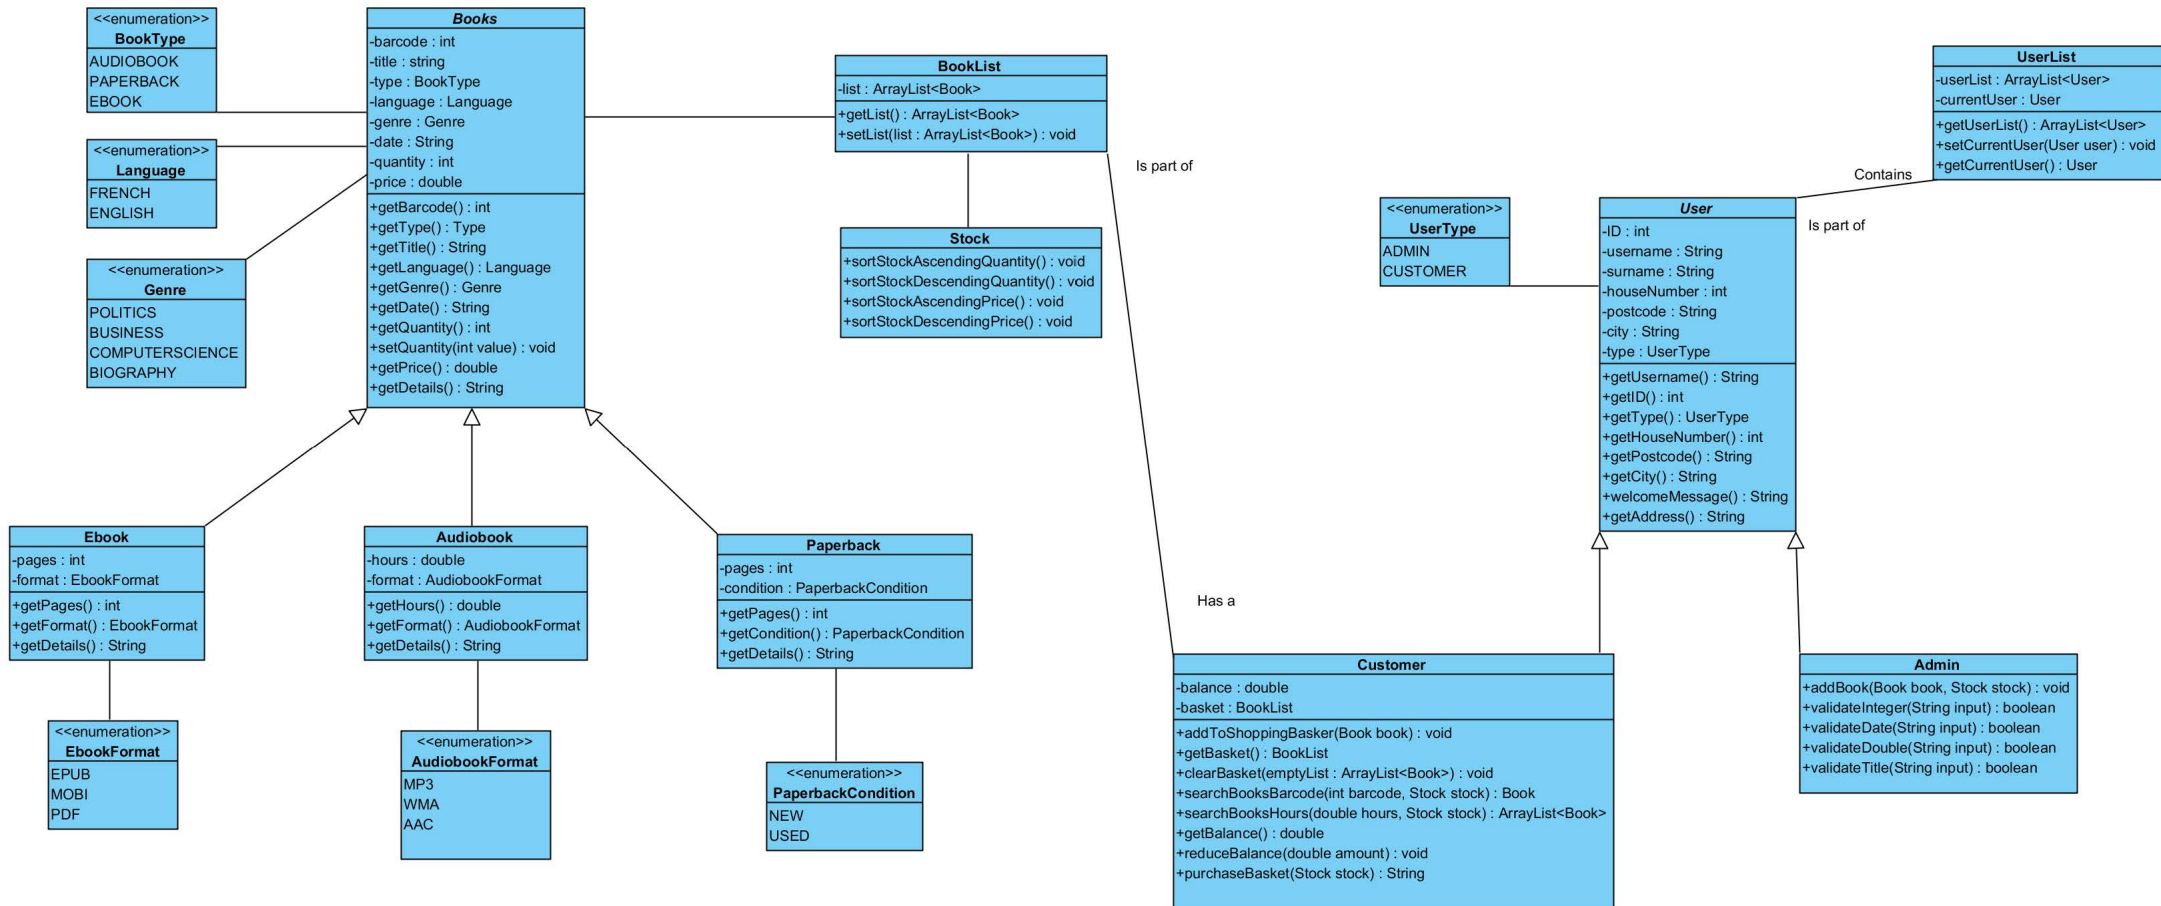 <<enumeration>>
BookType
AUDIOBOOK
PAPERBACK
EBOOK
<<enumeration>>
Language
FRENCH
ENGLISH
<<enumeration>>
Genre
POLITICS
BUSINESS
COMPUTERSCIENCE
BIOGRAPHY
Books
-barcode : int
-title : string
-type : BookType
-language : Language
-genre : Genre
-date : String
-quantity : int
-price : double
+getBarcode() : int
+getType() : Type
+getTitle() : String
+getLanguage() : Language
+getGenre() : Genre
+getDate() : String
+getQuantity() : int
+setQuantity(int value) : void
+getPrice() : double
+getDetails() : String
BookList
-list : ArrayList<Book>
+getList() : ArrayList<Book>
+setList(list : ArrayList<Book>) : void
Stock
+sortStockAscendingQuantity() : void
+sortStockDescendingQuantity() : void
+sortStockAscendingPrice() : void
+sortStockDescendingPrice() : void
Is part of
Has a
UserList
-userList : ArrayList<User>
-currentUser : User
+getUserList() : ArrayList<User>
+setCurrentUser(User user) : void
+getCurrentUser() : User
Contains
Is part of
<<enumeration>>
UserType
ADMIN
CUSTOMER
User
-ID : int
-username : String
-surname : String
-houseNumber : int
-postcode : String
-city : String
-type : UserType
+getUsername() : String
+getID() : int
+getType() : UserType
+getHouseNumber() : int
+getPostcode() : String
+getCity() : String
+welcomeMessage() : String
+getAddress() : String
Ebook
-pages : int
-format : EbookFormat
+getPages() : int
+getFormat() : EbookFormat
+getDetails() : String
<<enumeration>>
EbookFormat
EPUB
MOBI
PDF
Audiobook
-hours : double
-format : AudiobookFormat
+getHours() : double
+getFormat() : AudiobookFormat
+getDetails() : String
<<enumeration>>
AudiobookFormat
MP3
WMA
AAC
Paperback
-pages : int
-condition : PaperbackCondition
+getPages() : int
+getCondition() : PaperbackCondition
+getDetails() : String
<<enumeration>>
PaperbackCondition
NEW
USED
Customer
-balance : double
-basket : BookList
+addToShoppingBasker(Book book) : void
+getBasket() : BookList
+clearBasket(emptyList : ArrayList<Book>) : void
+searchBooksBarcode(int barcode, Stock stock) : Book
+searchBooksHours(double hours, Stock stock) : ArrayList<Book>
+getBalance() : double
+reduceBalance(double amount) : void
+purchaseBasket(Stock stock) : String
Admin
+addBook(Book book, Stock stock) : void
+validateInteger(String input) : boolean
+validateDate(String input) : boolean
+validateDouble(String input) : boolean
+validateTitle(String input) : boolean